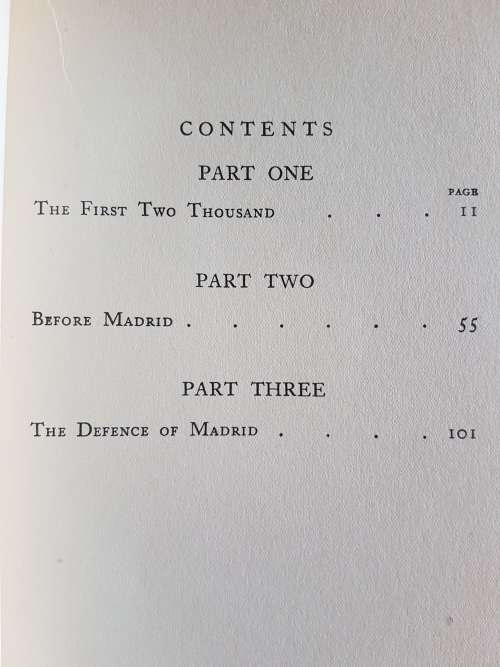 CONTENTS
PART ONE
PAGE
THE FIRST TWO THOUSAND . . . 11
PART TWO
BEFORE MADRID . . . . . . 55
PART THREE
THE DEFENCE OF MADRID . . . . 101